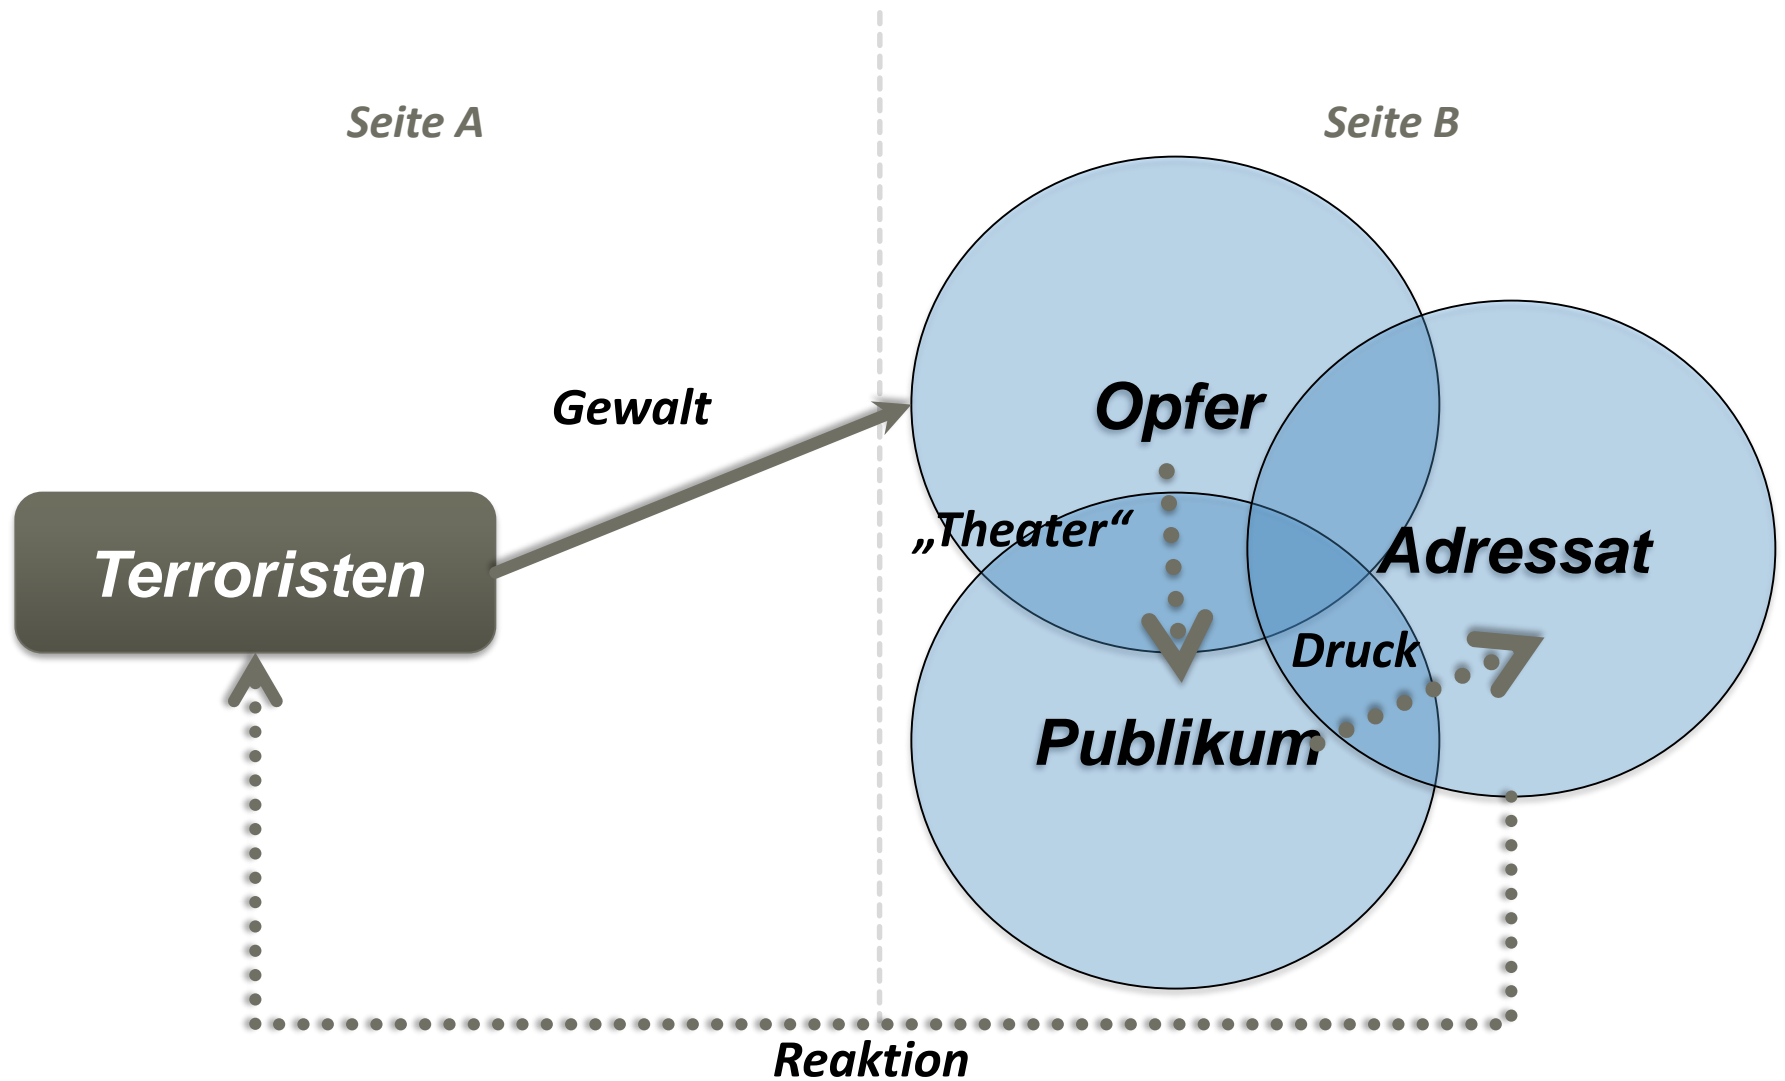 Seite A
Seite B
Gewalt
Opfer
„Theater“
Terroristen
Adressat
Druck
Publikum
Reaktion